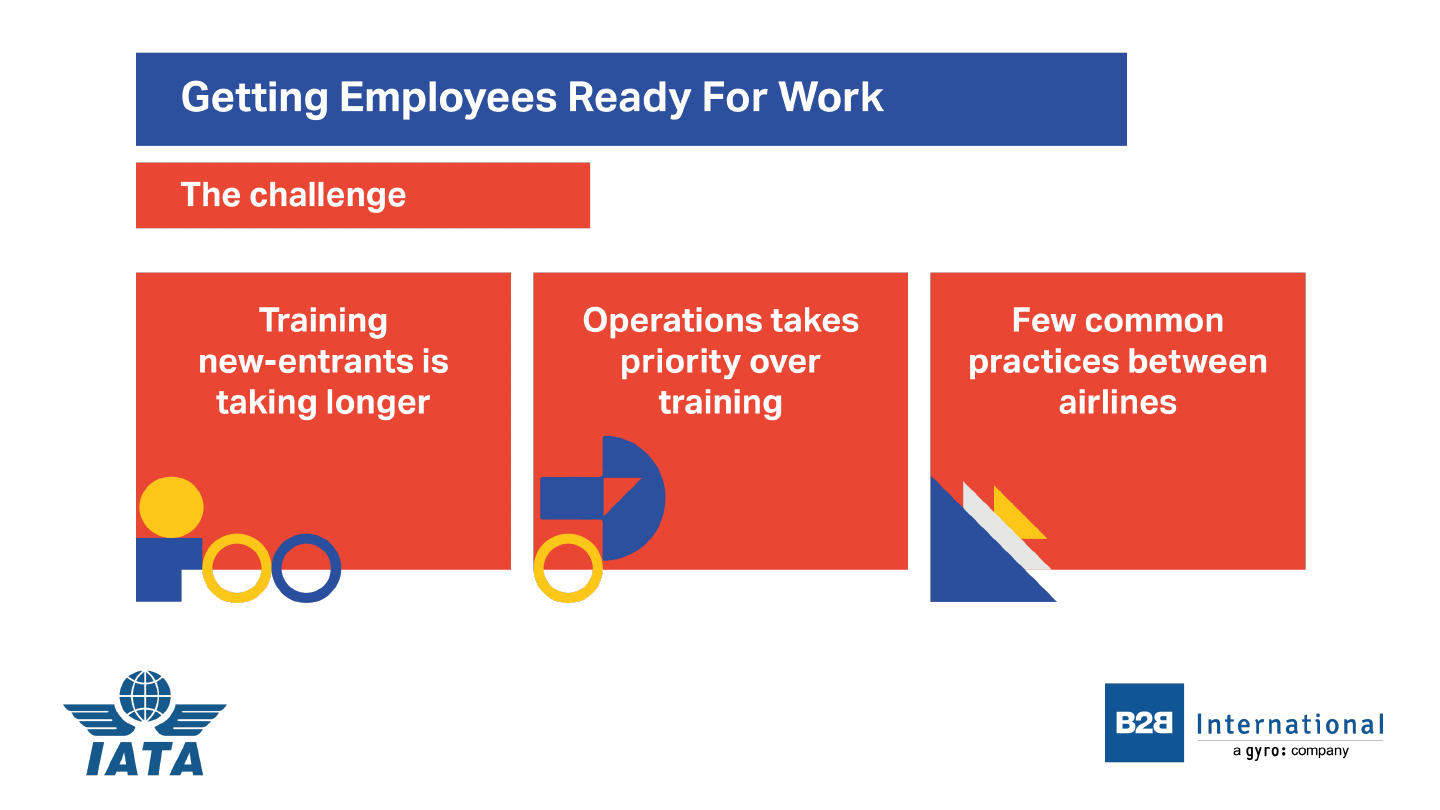 Getting Employees Ready For Work
The challenge
Training
new-entrants is
taking longer
Operations takes
priority over
training
Few common
practices between
airlines
IATA
B2B International
a gyro: company